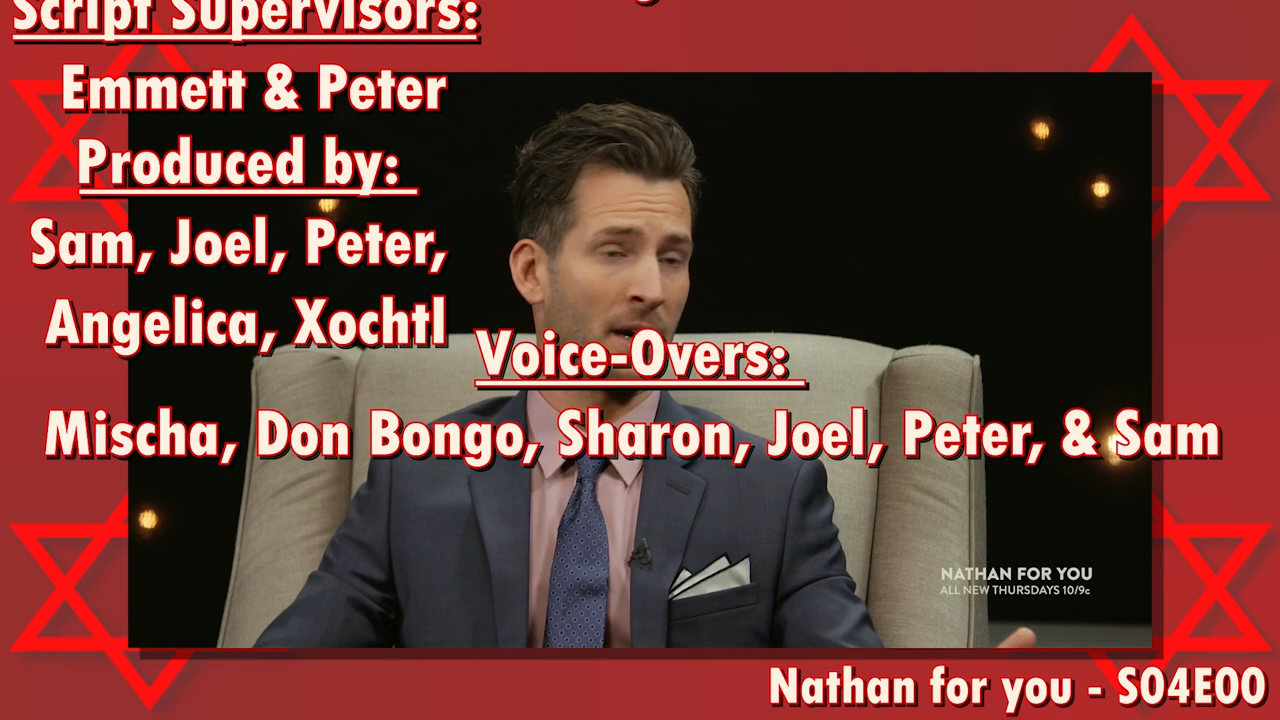 Script Supervisors:
Emmett & Peter
Produced by:
Sam, Joel, Peter,
Angelica, Xochtl
Voice-Overs:
Mischa, Don Bongo, Sharon, Joel, Peter, & Sam
NATHAN FOR YOU
ALL NEW THURSDAYS 10/9c
Nathan for you - S04E00